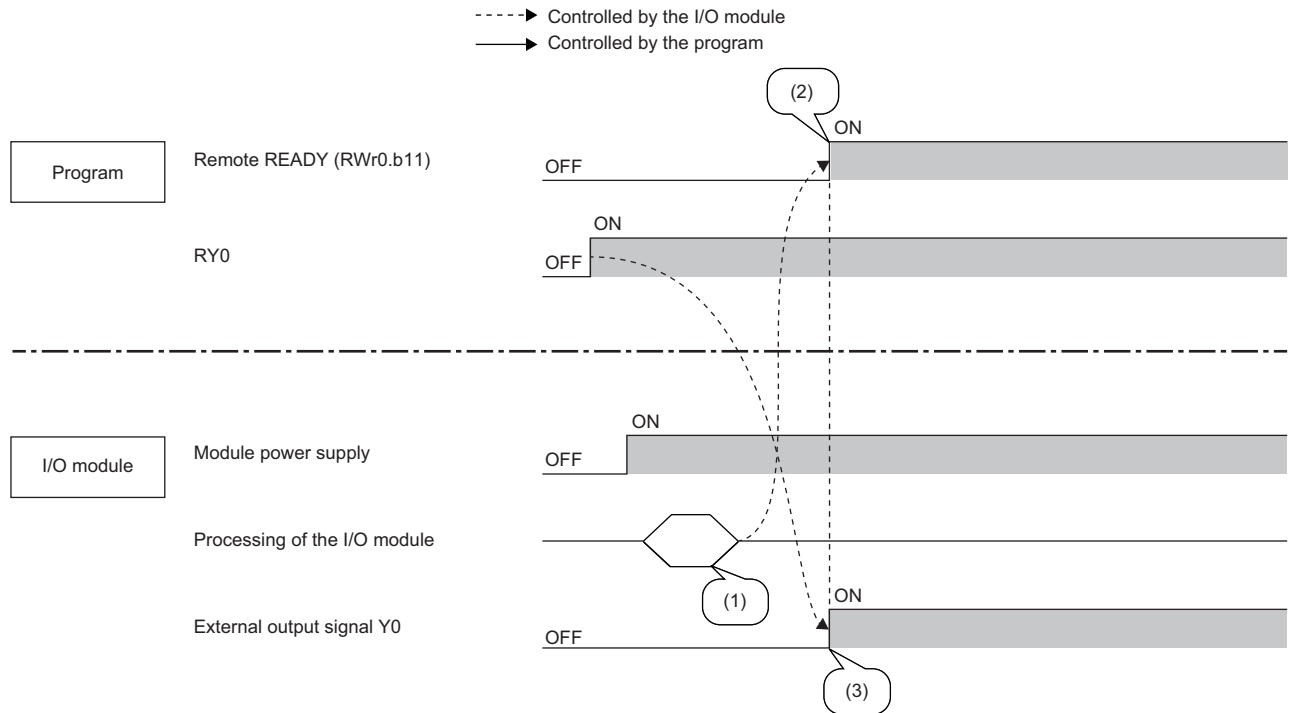 Controlled by the I/O module
Controlled by the program
(2)
ON
Program
Remote READY (RWr0.b11)
OFF
ON
RY0
OFF
ON
I/O module
Module power supply
OFF
Processing of the I/O module
(1)
ON
External output signal Y0
OFF
(3)